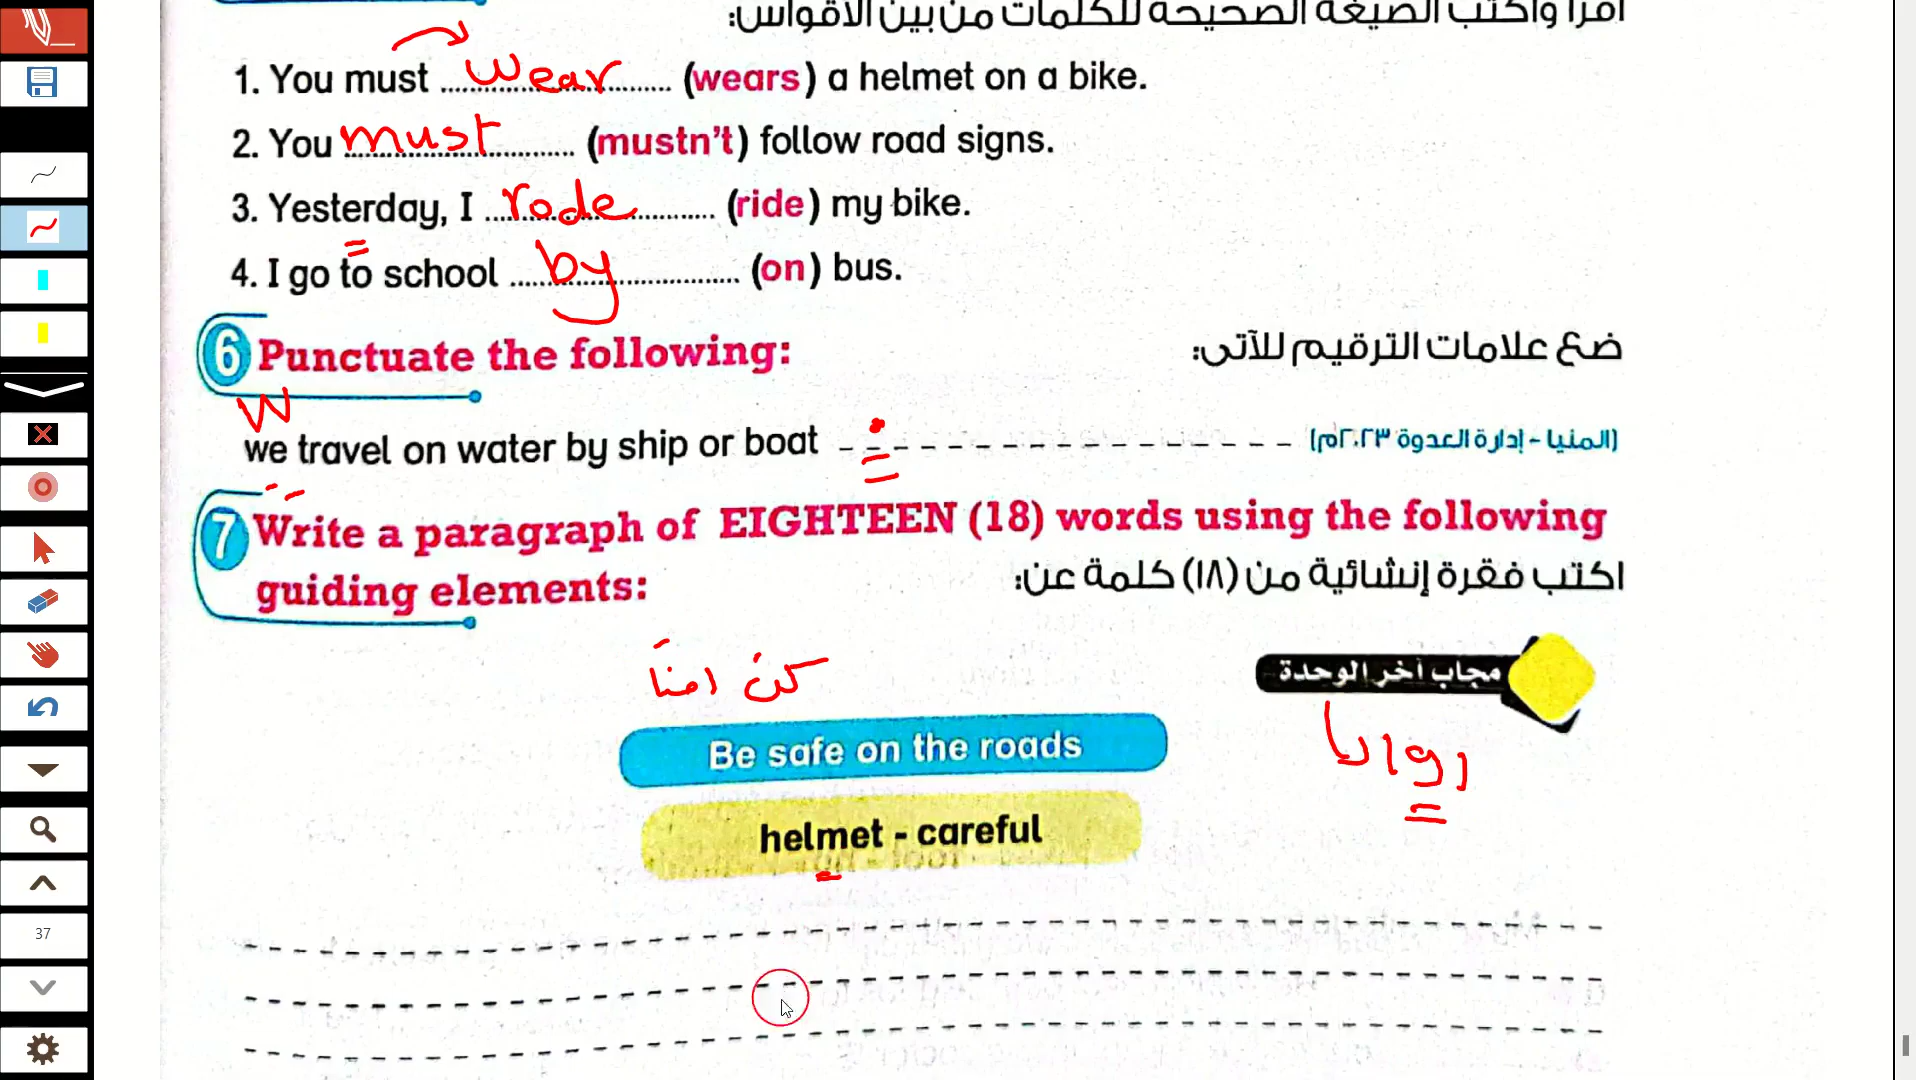 اقرأ واكتب الصيغة الصحيحة للكلمات من بين الأقواس:
1. You must wear (wears) a helmet on a bike.
2. You must (mustn't) follow road signs.
3. Yesterday, I rode (ride) my bike.
4. I go to school by (on) bus.
6 Punctuate the following:
ضع علامات الترقيم للآتى:
W
we travel on water by ship or boat .
(المنيا - إدارة العدوة ٢٠٢٣م)
7 Write a paragraph of EIGHTEEN (18) words using the following
guiding elements:
اكتب فقرة إنشائية من (١٨) كلمة عن:
كن امنا
مجاب آخر الوحدة
Be safe on the roads
helmet - careful
37